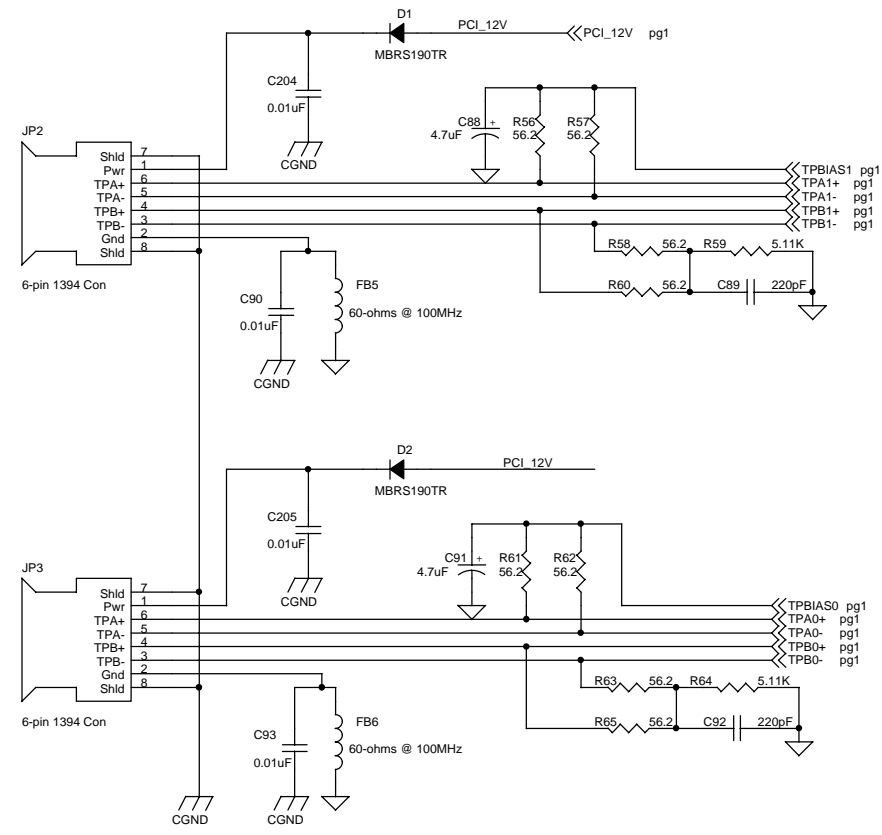 D1
PCI_12V
PCI_12V pg1
MBRS190TR
C204
0.01uF
CGND
C88 +
4.7uF
R56
56.2
R57
56.2
JP2
Shld 7
Pwr 1
TPA+ 6
TPA- 5
TPB+ 4
TPB- 3
Gnd 2
Shld 8
6-pin 1394 Con
TPBIAS1 pg1
TPA1+ pg1
TPA1- pg1
TPB1+ pg1
TPB1- pg1
R58 56.2 R59 5.11K
R60 56.2 C89 220pF
C90
0.01uF
FB5
60-ohms @ 100MHz
CGND
D2
PCI_12V
MBRS190TR
C205
0.01uF
CGND
C91 +
4.7uF
R61
56.2
R62
56.2
JP3
Shld 7
Pwr 1
TPA+ 6
TPA- 5
TPB+ 4
TPB- 3
Gnd 2
Shld 8
6-pin 1394 Con
TPBIAS0 pg1
TPA0+ pg1
TPA0- pg1
TPB0+ pg1
TPB0- pg1
R63 56.2 R64 5.11K
R65 56.2 C92 220pF
C93
0.01uF
FB6
60-ohms @ 100MHz
CGND
CGND